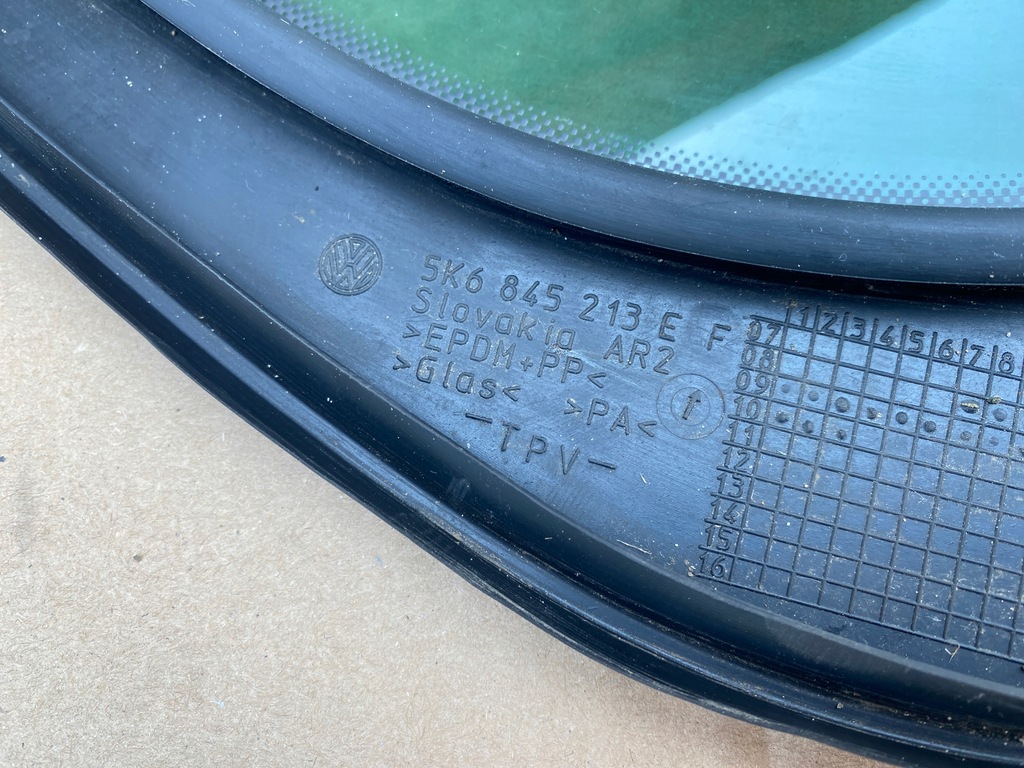 VW
5K6 845 213 E F
Slovakia AR2
>EPDM+PP<
>Glas< >PA<
-TPV-
1 2 3 4 5 6 7 8
07
08
09
10
11
12
13
14
15
16